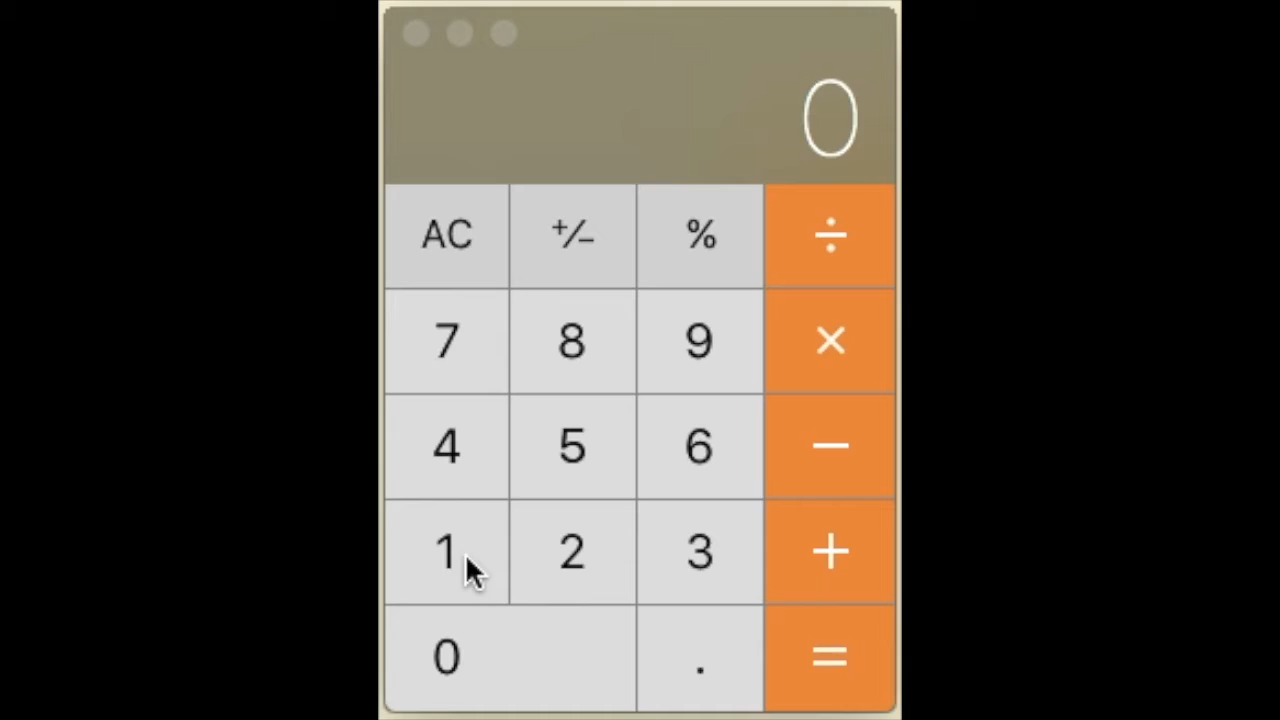 0
AC ⁺∕₋ % ÷
7 8 9 ×
4 5 6 −
1 2 3 +
0 . =